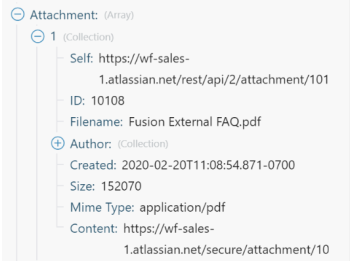 Attachment: (Array)
1 (Collection)
Self: https://wf-sales-
1.atlassian.net/rest/api/2/attachment/101
ID: 10108
Filename: Fusion External FAQ.pdf
Author: (Collection)
Created: 2020-02-20T11:08:54.871-0700
Size: 152070
Mime Type: application/pdf
Content: https://wf-sales-
1.atlassian.net/secure/attachment/10